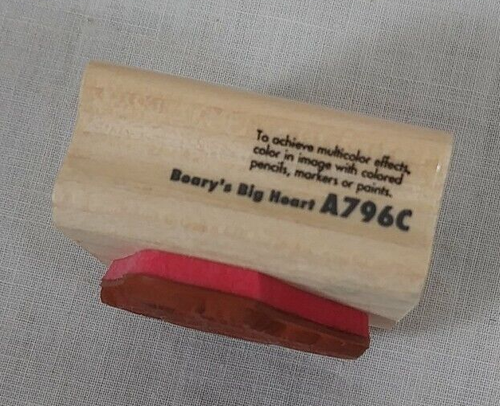 To achieve multicolor effects,
color in image with colored
pencils, markers or paints.
Beary's Big Heart A796C